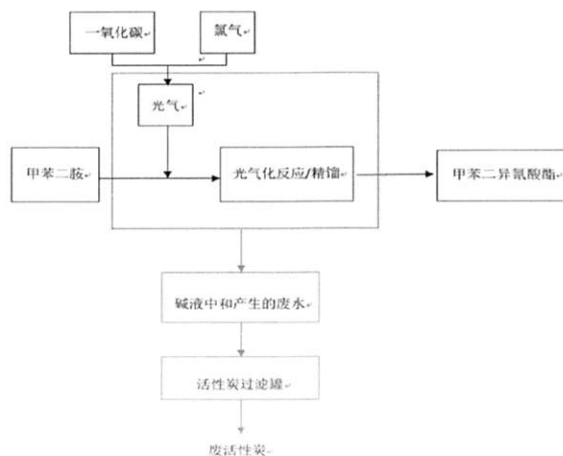 一氧化碳
氯气
光气
甲苯二胺
光气化反应/精馏
甲苯二异氰酸酯
碱液中和产生的废水
活性炭过滤罐
废活性炭